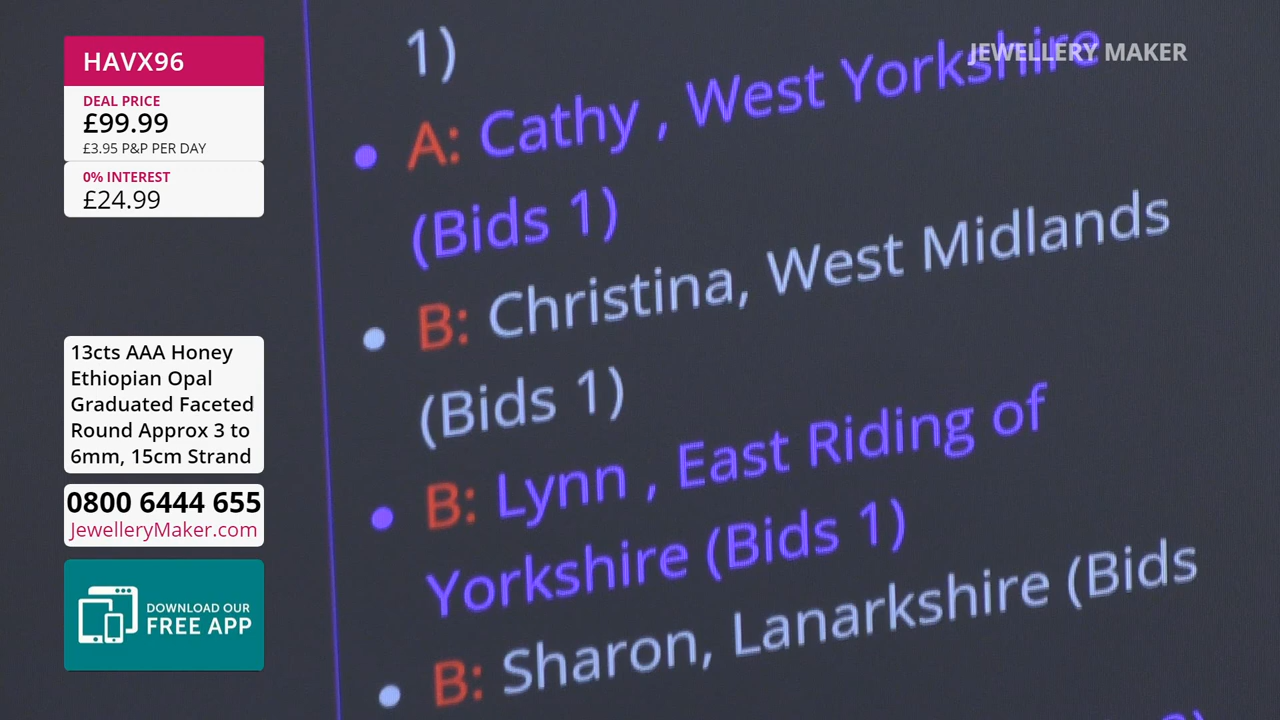 HAVX96
DEAL PRICE
£99.99
£3.95 P&P PER DAY
0% INTEREST
£24.99
13cts AAA Honey
Ethiopian Opal
Graduated Faceted
Round Approx 3 to
6mm, 15cm Strand
0800 6444 655
JewelleryMaker.com
DOWNLOAD OUR
FREE APP
JEWELLERY MAKER
1)
A: Cathy , West Yorkshire
(Bids 1)
B: Christina, West Midlands
(Bids 1)
B: Lynn , East Riding of
Yorkshire (Bids 1)
B: Sharon, Lanarkshire (Bids